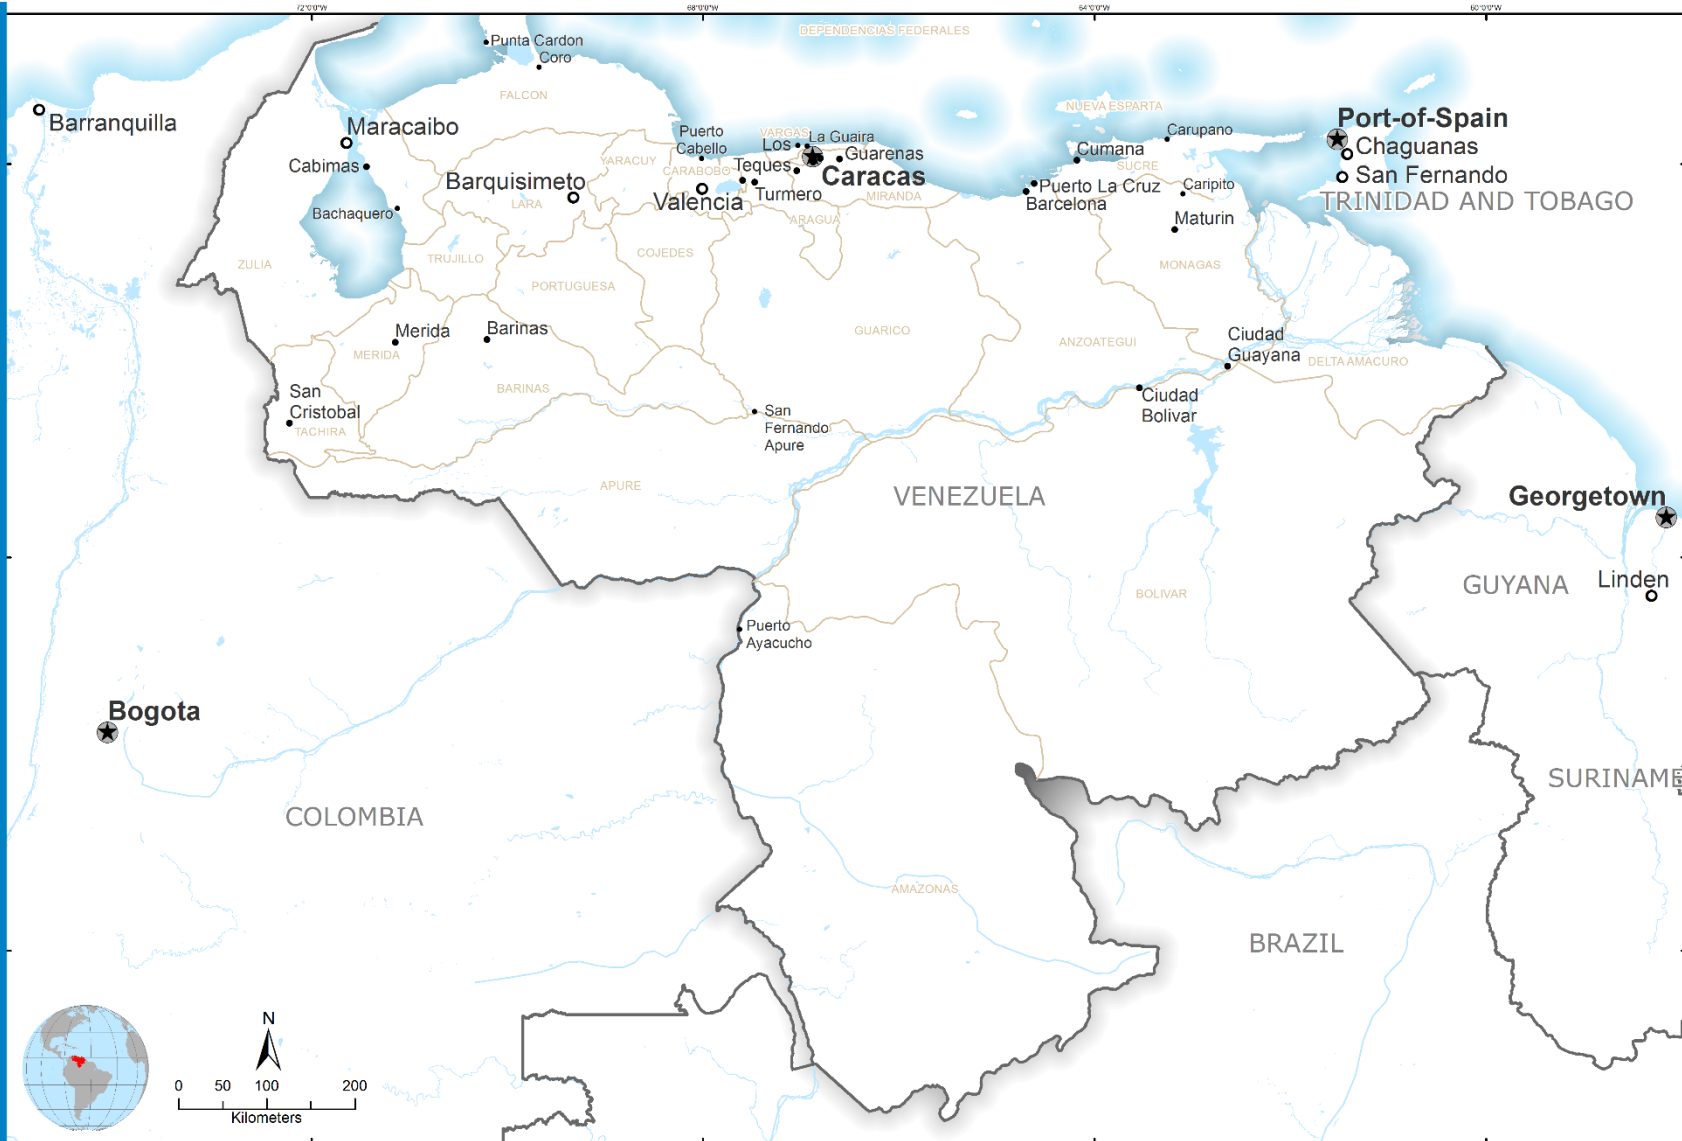 72°0'0"W
68°0'0"W
64°0'0"W
60°0'0"W
DEPENDENCIAS FEDERALES
Punta Cardon
Coro
FALCON
NUEVA ESPARTA
Barranquilla
Maracaibo
Cabimas
Puerto
Cabello
VARGAS
La Guaira
Los
Teques
Guarenas
Caracas
Carupano
Cumana
SUCRE
Port-of-Spain
Chaguanas
San Fernando
TRINIDAD AND TOBAGO
YARACUY
CARABOBO
Barquisimeto
LARA
Valencia
Turmero
MIRANDA
ARAGUA
Puerto La Cruz
Barcelona
Caripito
Maturin
Bachaquero
ZULIA
TRUJILLO
COJEDES
PORTUGUESA
MONAGAS
Merida
MERIDA
Barinas
BARINAS
GUARICO
ANZOATEGUI
Ciudad
Guayana
DELTA AMACURO
San
Cristobal
TACHIRA
San
Fernando
Apure
Ciudad
Bolivar
APURE
VENEZUELA
Georgetown
GUYANA
Linden
BOLIVAR
Puerto
Ayacucho
Bogota
COLOMBIA
SURINAME
AMAZONAS
BRAZIL
N
0 50 100 200
Kilometers